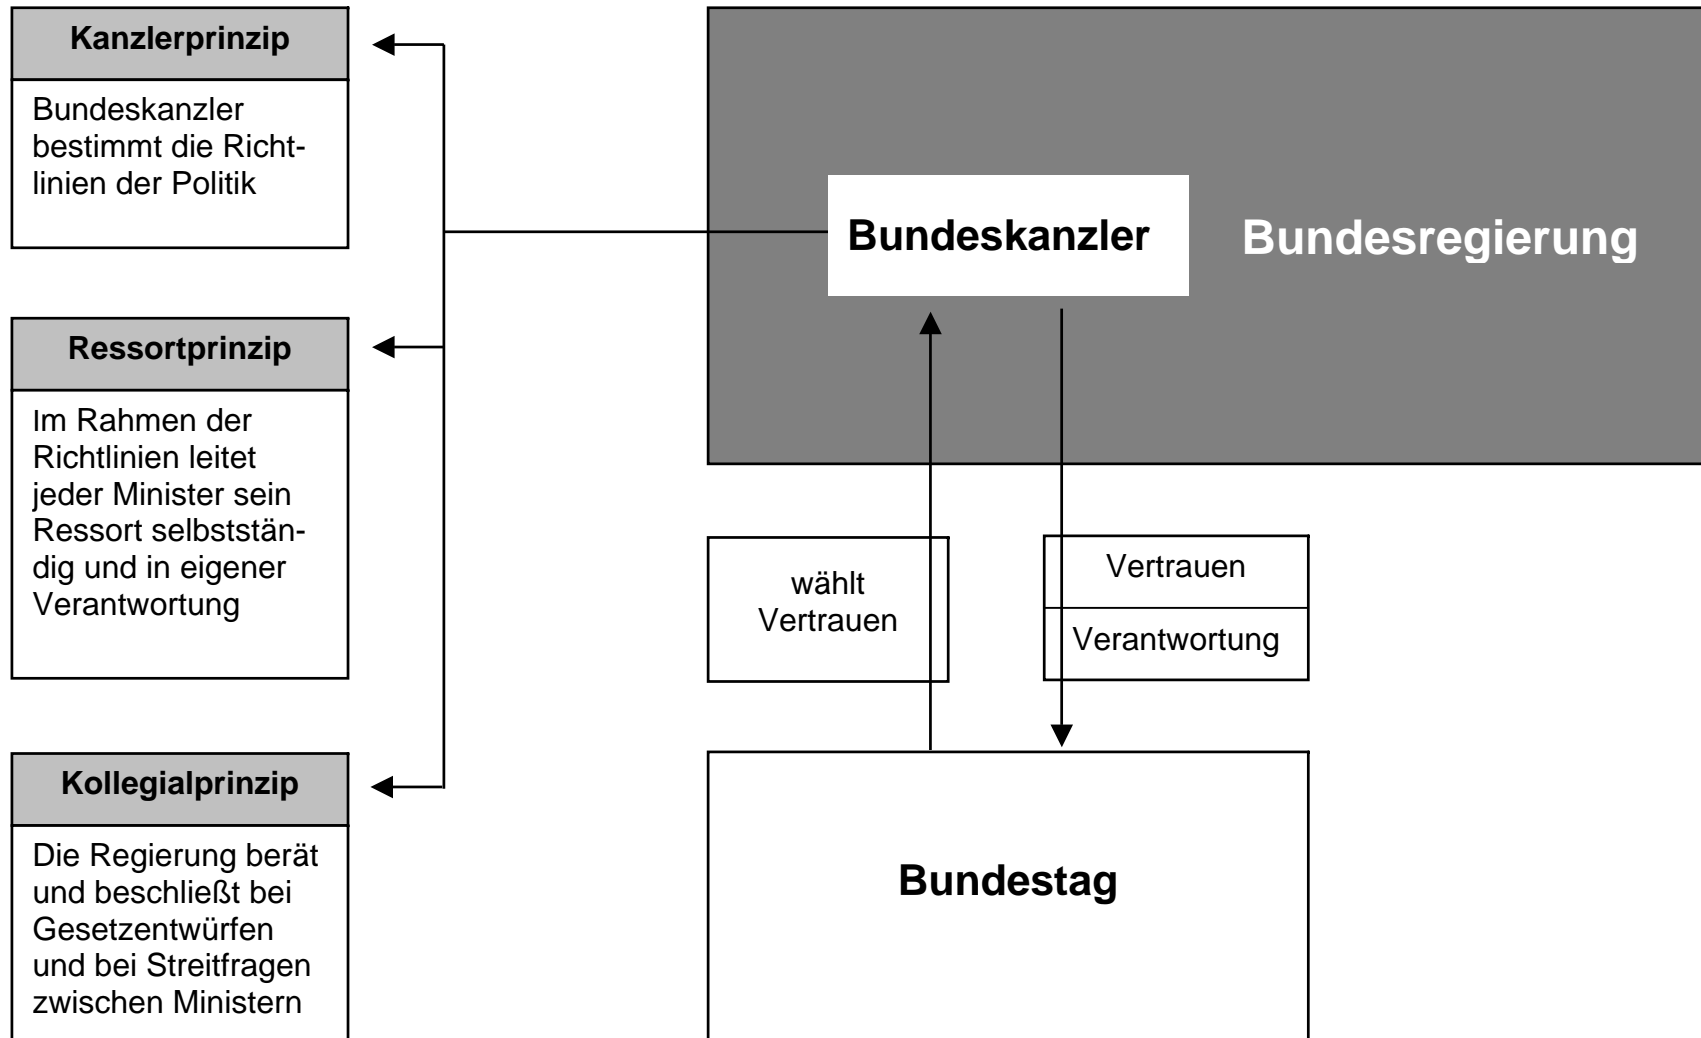 Kanzlerprinzip
Bundeskanzler
bestimmt die Richt-
linien der Politik
Ressortprinzip
Im Rahmen der
Richtlinien leitet
jeder Minister sein
Ressort selbststän-
dig und in eigener
Verantwortung
Kollegialprinzip
Die Regierung berät
und beschließt bei
Gesetzentwürfen
und bei Streitfragen
zwischen Ministern
Bundeskanzler
Bundesregierung
wählt
Vertrauen
Vertrauen
Verantwortung
Bundestag